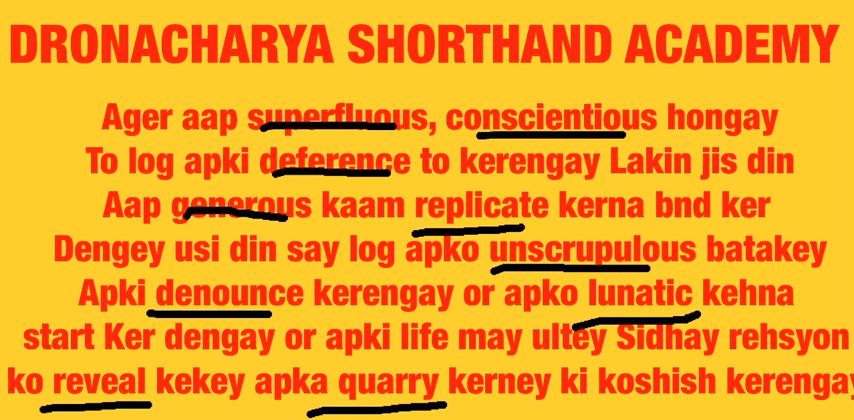 DRONACHARYA SHORTHAND ACADEMY
Ager aap superfluous, conscientious hongay
To log apki deference to kerengay Lakin jis din
Aap generous kaam replicate kerna bnd ker
Dengey usi din say log apko unscrupulous batakey
Apki denounce kerengay or apko lunatic kehna
start Ker dengay or apki life may ultey Sidhay rehsyon
ko reveal kekey apka quarry kerney ki koshish kerengay